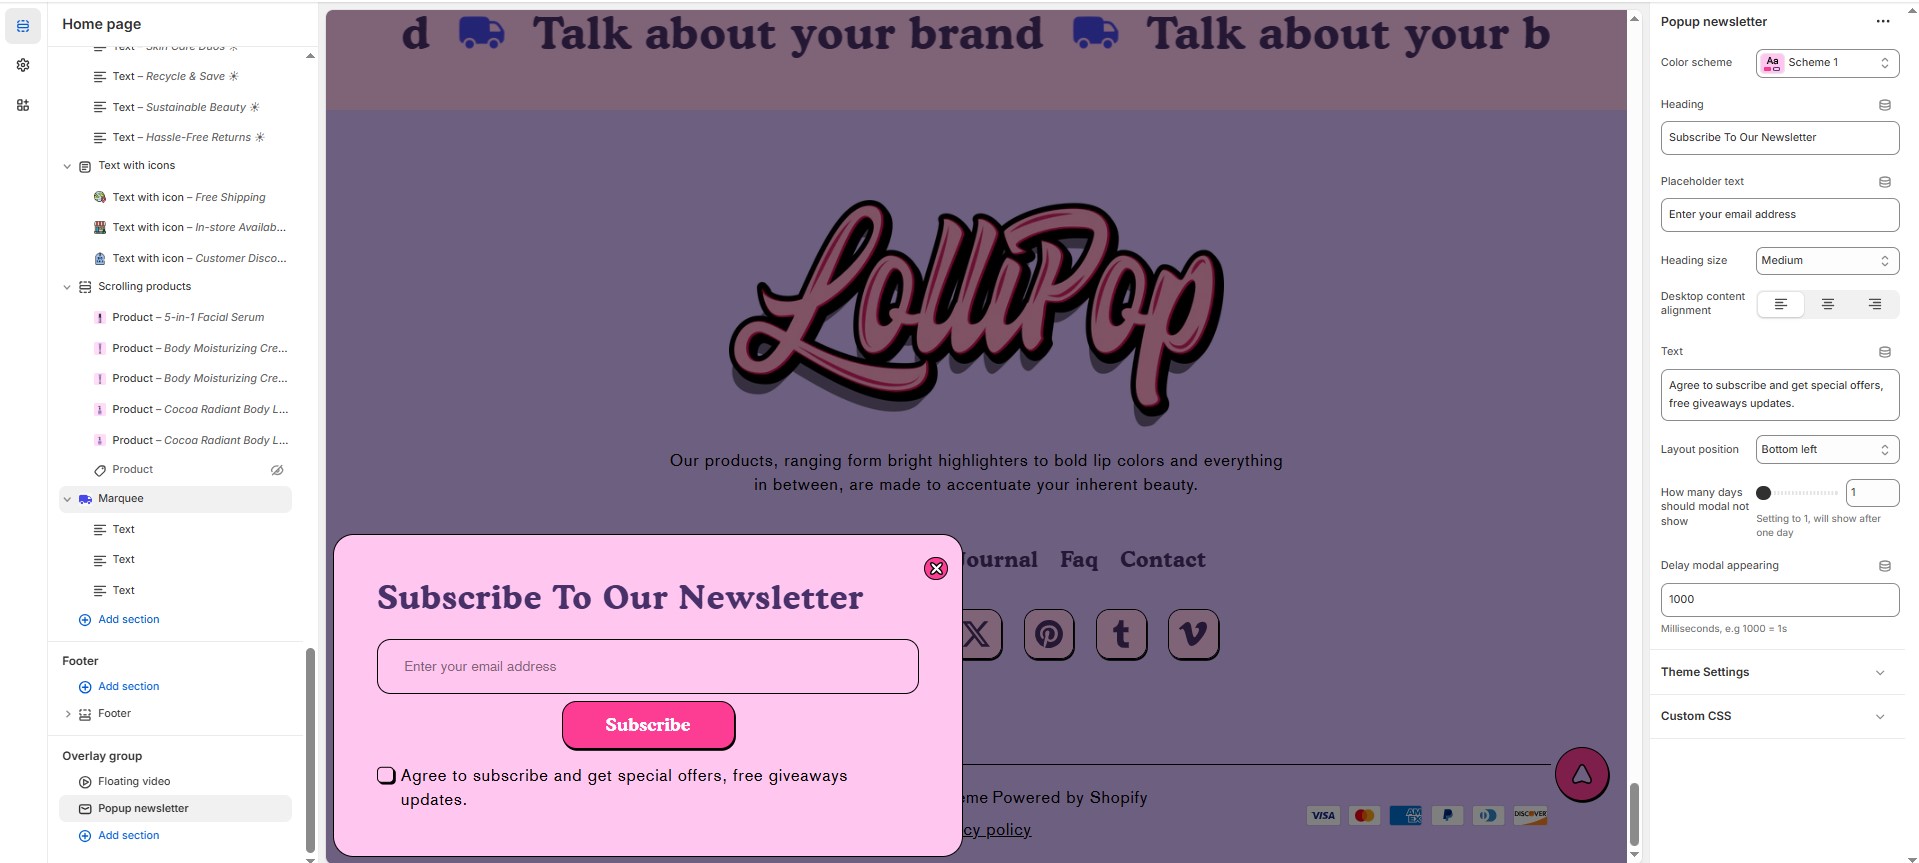 Home page
Text – Skin Care Duos ☀
Text – Recycle & Save ☀
Text – Sustainable Beauty ☀
Text – Hassle-Free Returns ☀
Text with icons
Text with icon – Free Shipping
Text with icon – In-store Availab...
Text with icon – Customer Disco...
Scrolling products
Product – 5-in-1 Facial Serum
Product – Body Moisturizing Cre...
Product – Body Moisturizing Cre...
Product – Cocoa Radiant Body L...
Product – Cocoa Radiant Body L...
Product
Marquee
Text
Text
Text
Add section
Footer
Add section
Footer
Overlay group
Floating video
Popup newsletter
Add section
d Talk about your brand Talk about your b
LolliPop
Our products, ranging form bright highlighters to bold lip colors and everything
in between, are made to accentuate your inherent beauty.
Journal Faq Contact
Subscribe To Our Newsletter
Enter your email address
Subscribe
Agree to subscribe and get special offers, free giveaways
updates.
eme Powered by Shopify
cy policy
VISA AMEX DISCOVER
Popup newsletter
Color scheme
Aa
Scheme 1
Heading
Subscribe To Our Newsletter
Placeholder text
Enter your email address
Heading size
Medium
Desktop content
alignment
Text
Agree to subscribe and get special offers,
free giveaways updates.
Layout position
Bottom left
How many days
should modal not
show
1
Setting to 1, will show after
one day
Delay modal appearing
1000
Milliseconds, e.g 1000 = 1s
Theme Settings
Custom CSS